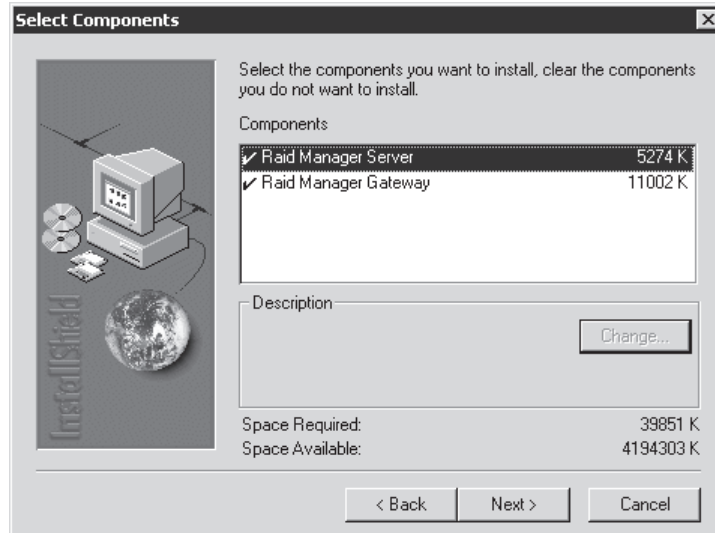 Select Components
Select the components you want to install, clear the components
you do not want to install.
Components
Raid Manager Server 5274 K
Raid Manager Gateway 11002 K
Description
Change...
InstallShield
Space Required: 39851 K
Space Available: 4194303 K
< Back Next > Cancel